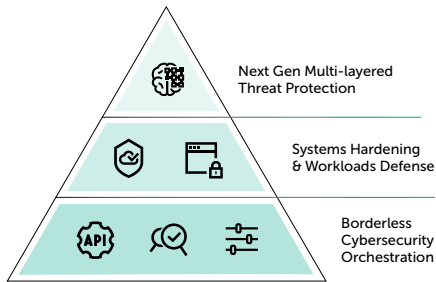 Next Gen Multi-layered
Threat Protection
Systems Hardening
& Workloads Defense
API
Borderless
Cybersecurity
Orchestration